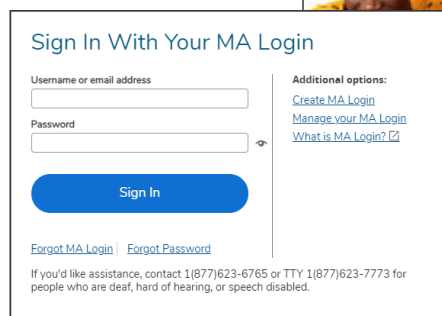 Sign In With Your MA Login
Username or email address
Password
Sign In
Forgot MA Login
Forgot Password
Additional options:
Create MA Login
Manage your MA Login
What is MA Login?
If you'd like assistance, contact 1(877)623-6765 or TTY 1(877)623-7773 for
people who are deaf, hard of hearing, or speech disabled.